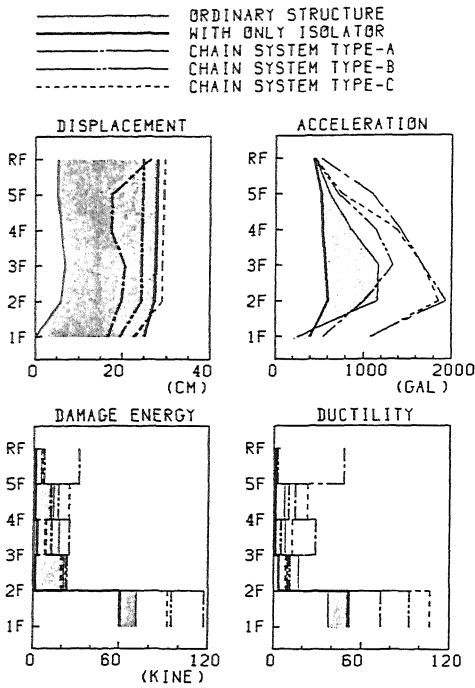 ORDINARY STRUCTURE
WITH ONLY ISOLATOR
CHAIN SYSTEM TYPE-A
CHAIN SYSTEM TYPE-B
CHAIN SYSTEM TYPE-C
DISPLACEMENT
RF
5F
4F
3F
2F
1F
0 20 40
(CM)
ACCELERATION
RF
5F
4F
3F
2F
1F
0 1000 2000
(GAL)
DAMAGE ENERGY
RF
5F
4F
3F
2F
1F
0 60 120
(KINE)
DUCTILITY
RF
5F
4F
3F
2F
1F
0 60 120